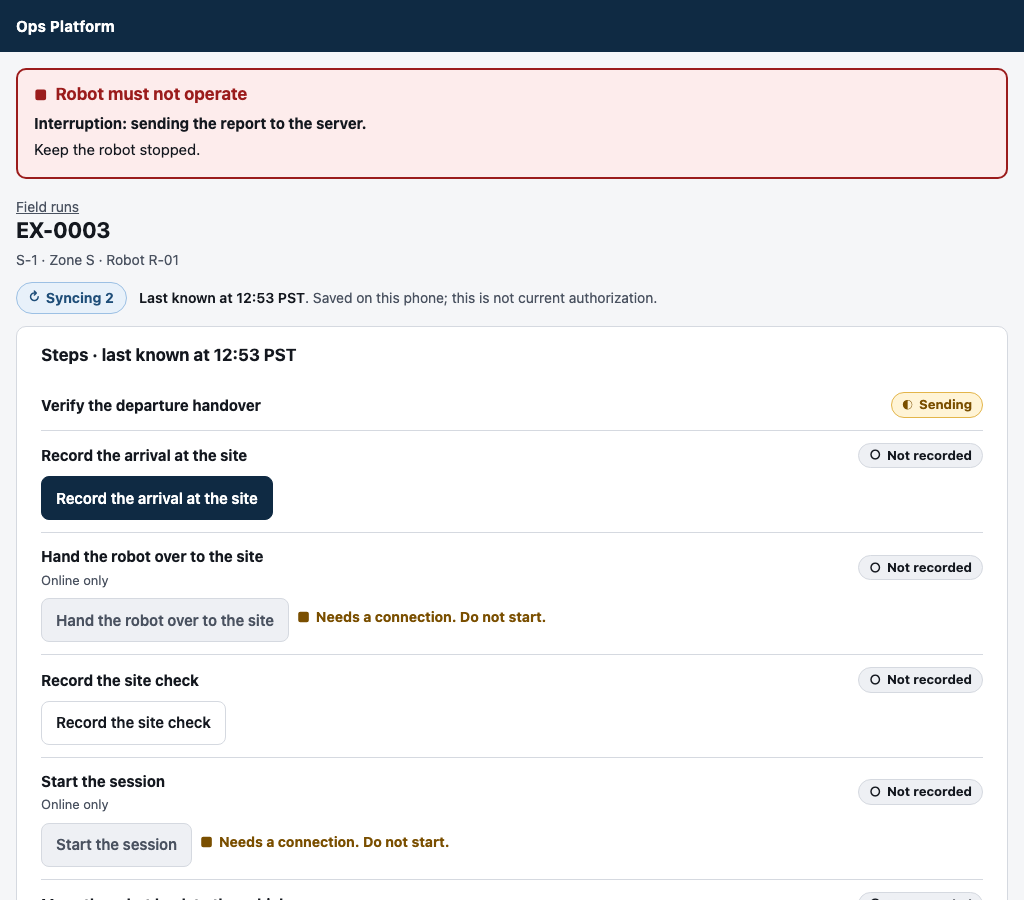 Ops Platform
Robot must not operate
Interruption: sending the report to the server.
Keep the robot stopped.
Field runs
EX-0003
S-1 · Zone S · Robot R-01
Syncing 2
Last known at 12:53 PST. Saved on this phone; this is not current authorization.
Steps · last known at 12:53 PST
Verify the departure handover
Sending
Record the arrival at the site
Not recorded
Record the arrival at the site
Hand the robot over to the site
Online only
Not recorded
Hand the robot over to the site
Needs a connection. Do not start.
Record the site check
Not recorded
Record the site check
Start the session
Online only
Not recorded
Start the session
Needs a connection. Do not start.